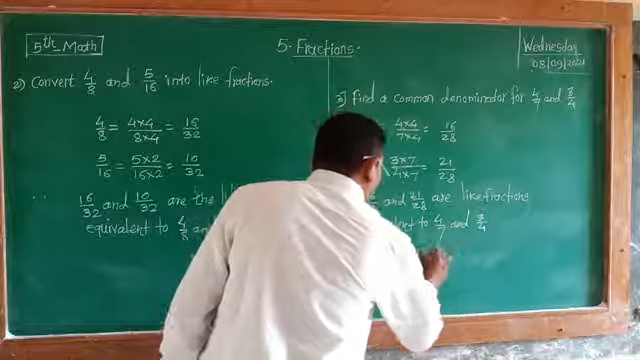 5th Math
5. Fractions.
Wednesday
08/09/2021
2) Convert 4/8 and 5/16 into like fractions.
4/8 = 4×4/8×4 = 16/32
5/16 = 5×2/16×2 = 10/32
∴ 16/32 and 10/32 are the
equivalent to 4/8
3) Find a common denominator for 4/7 and 3/4
4×4/7×4 = 16/28
3×7/4×7 = 21/28
and 21/28 are like fractions
to 4/7 and 3/4